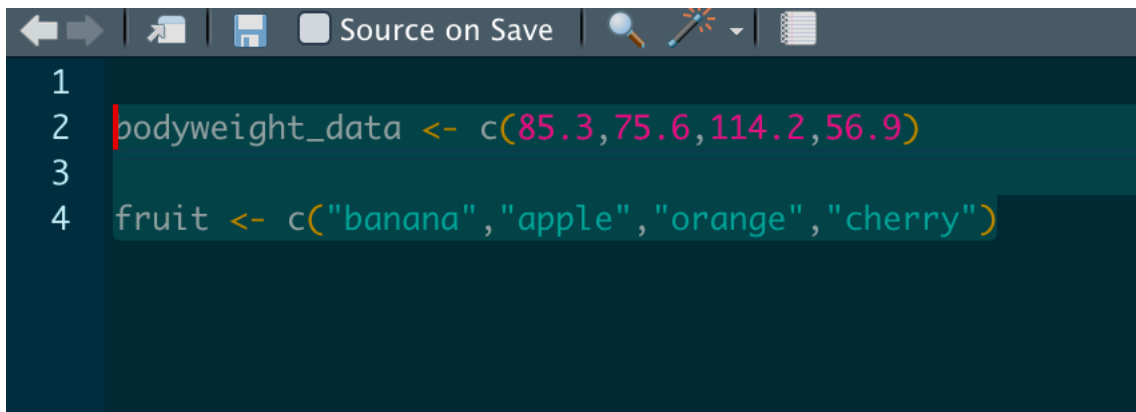 Source on Save
1
2 bodyweight_data <- c(85.3,75.6,114.2,56.9)
3
4 fruit <- c("banana","apple","orange","cherry")